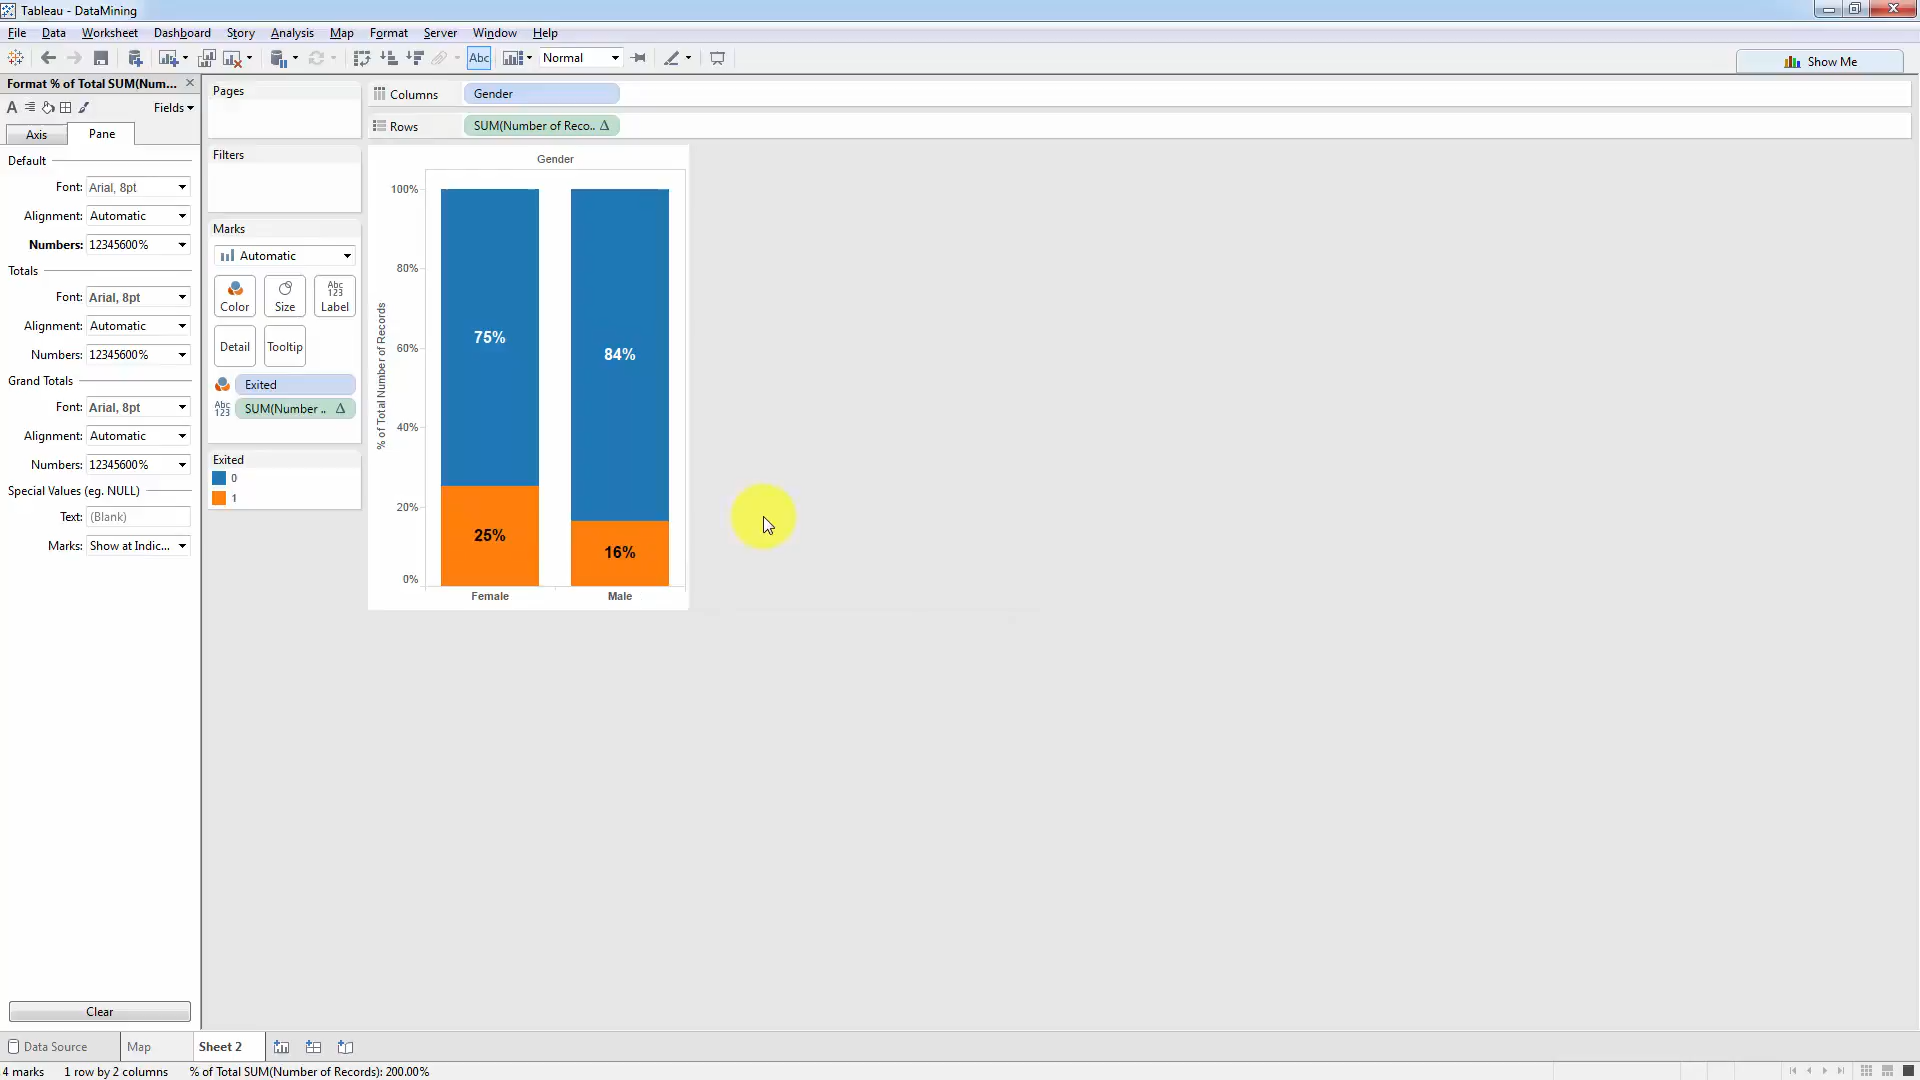 Tableau - DataMining
File Data Worksheet Dashboard Story Analysis Map Format Server Window Help
Abc Normal Show Me
Format % of Total SUM(Num...
Fields
Axis Pane
Default
Font: Arial, 8pt
Alignment: Automatic
Numbers: 12345600%
Totals
Font: Arial, 8pt
Alignment: Automatic
Numbers: 12345600%
Grand Totals
Font: Arial, 8pt
Alignment: Automatic
Numbers: 12345600%
Special Values (eg. NULL)
Text: (Blank)
Marks: Show at Indic...
Clear
Pages
Filters
Marks
Automatic
Color Size Abc 123 Label
Detail Tooltip
Exited
Abc 123 SUM(Number .. Δ
Exited
0
1
Columns Gender
Rows SUM(Number of Reco.. Δ
Gender
% of Total Number of Records
100%
80%
60%
40%
20%
0%
75%
84%
25%
16%
Female Male
Data Source Map Sheet 2
4 marks 1 row by 2 columns % of Total SUM(Number of Records): 200.00%